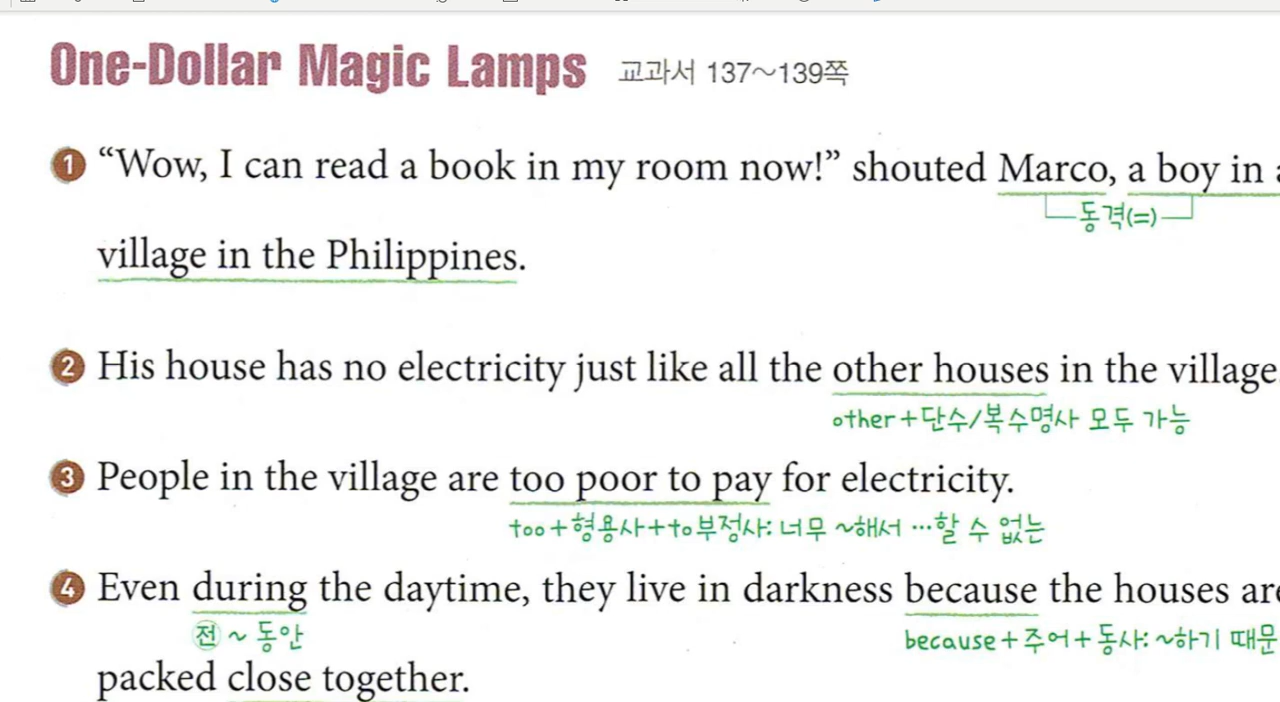 One-Dollar Magic Lamps 교과서 137~139쪽
1 “Wow, I can read a book in my room now!” shouted Marco, a boy in
동격(=)
village in the Philippines.
2 His house has no electricity just like all the other houses in the village
other+단수/복수명사 모두 가능
3 People in the village are too poor to pay for electricity.
too+형용사+to부정사: 너무 ~해서 …할 수 없는
4 Even during the daytime, they live in darkness because the houses are
전 ~ 동안
because+주어+동사: ~하기 때문
packed close together.